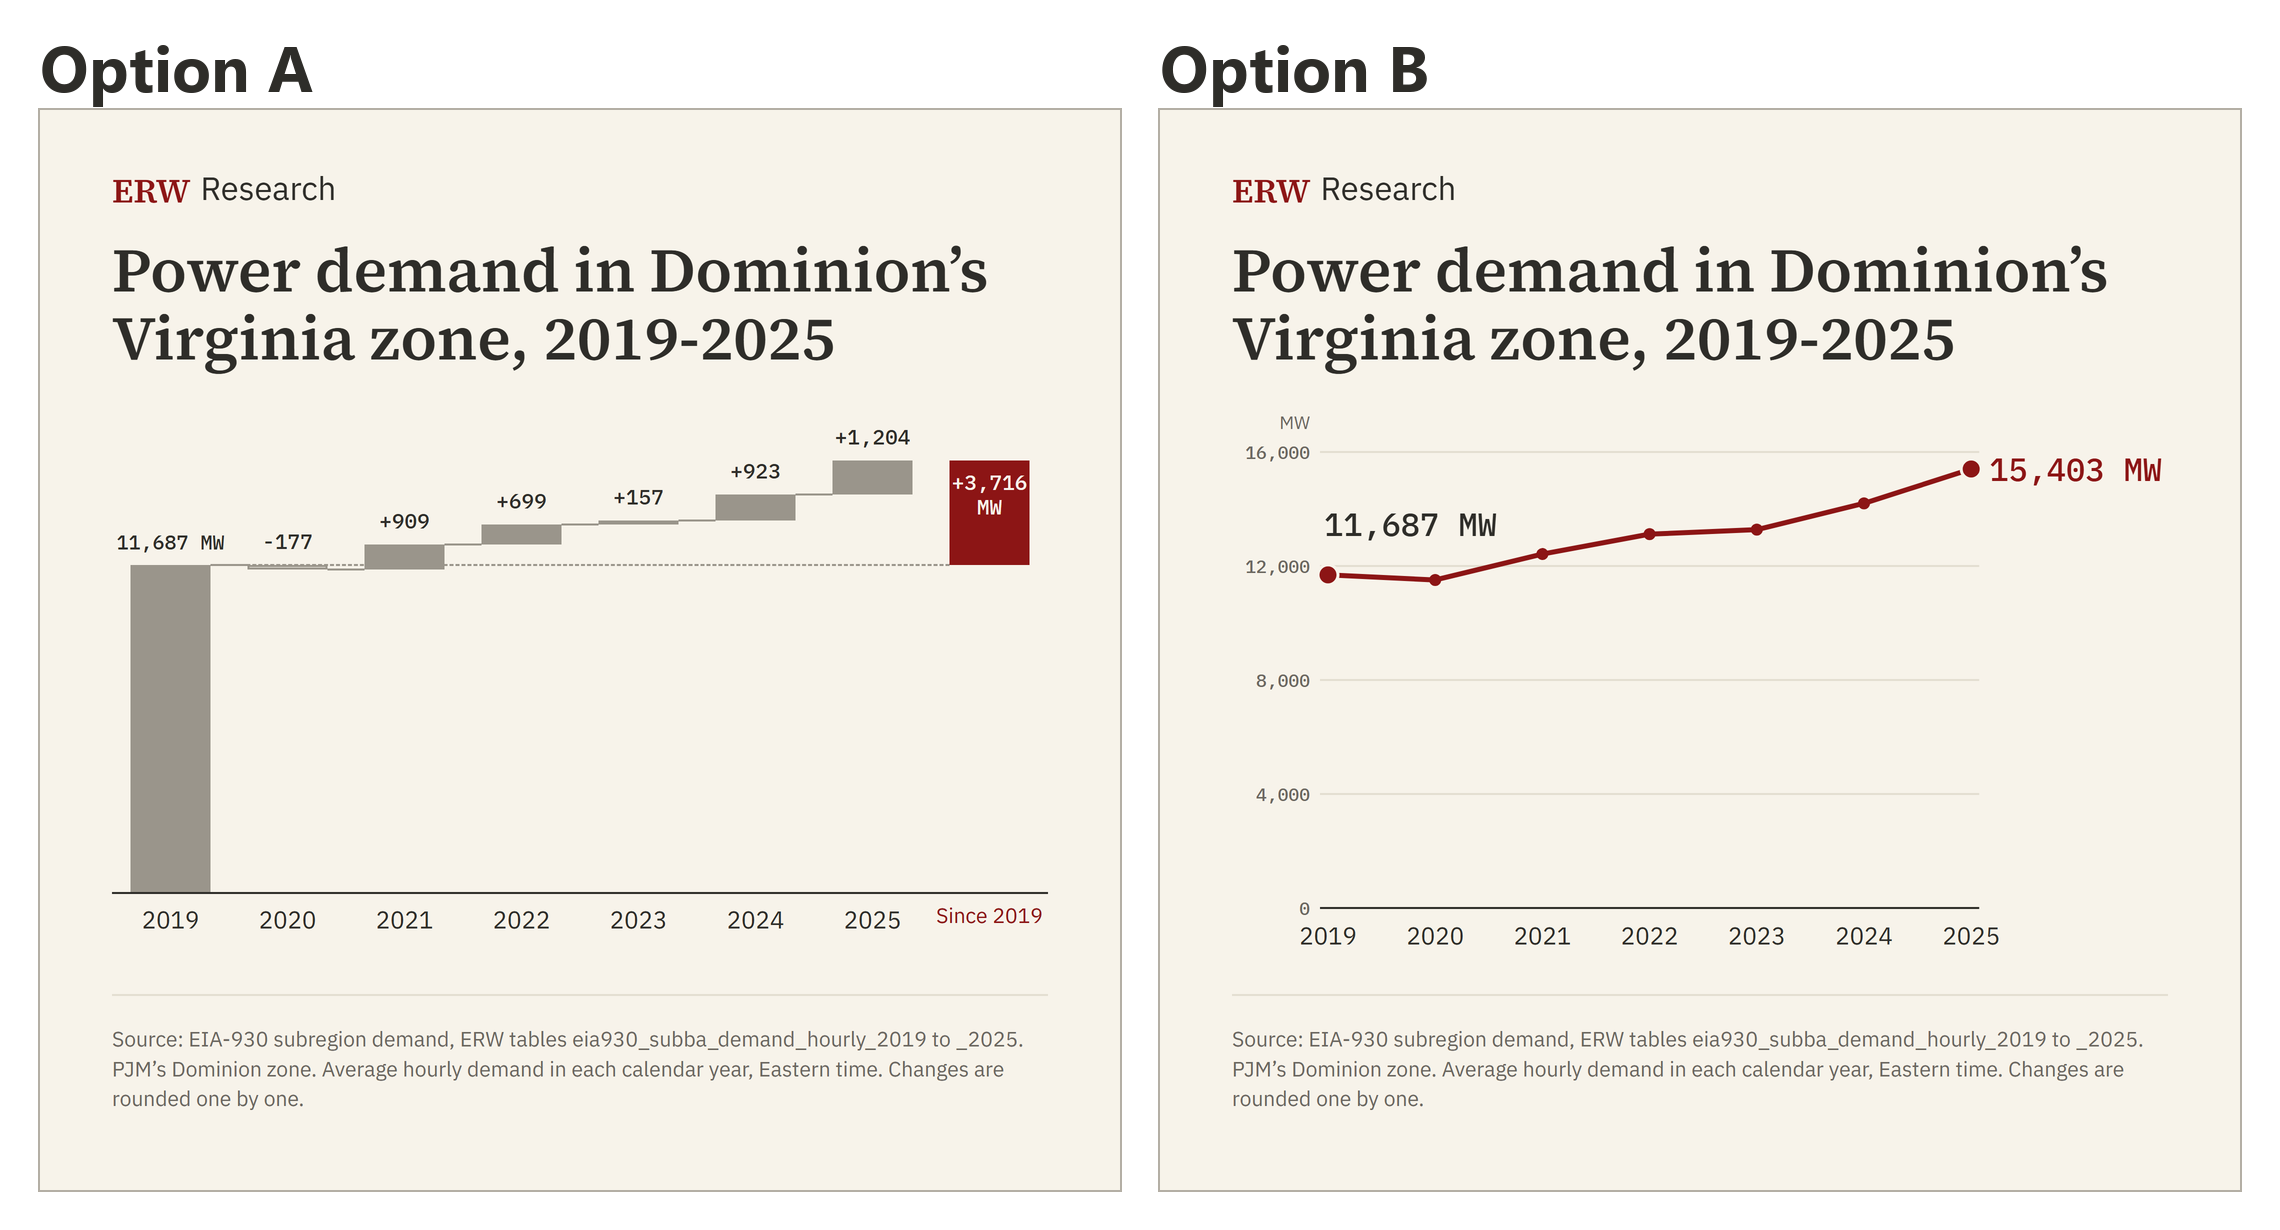 Option A
ERW Research
Power demand in Dominion’s
Virginia zone, 2019-2025
+1,204
+923
+3,716
MW
+699
+157
+909
11,687 MW
-177
2019
2020
2021
2022
2023
2024
2025
Since 2019
Source: EIA-930 subregion demand, ERW tables eia930_subba_demand_hourly_2019 to _2025.
PJM’s Dominion zone. Average hourly demand in each calendar year, Eastern time. Changes are
rounded one by one.
Option B
ERW Research
Power demand in Dominion’s
Virginia zone, 2019-2025
MW
16,000
15,403 MW
11,687 MW
12,000
8,000
4,000
0
2019
2020
2021
2022
2023
2024
2025
Source: EIA-930 subregion demand, ERW tables eia930_subba_demand_hourly_2019 to _2025.
PJM’s Dominion zone. Average hourly demand in each calendar year, Eastern time. Changes are
rounded one by one.